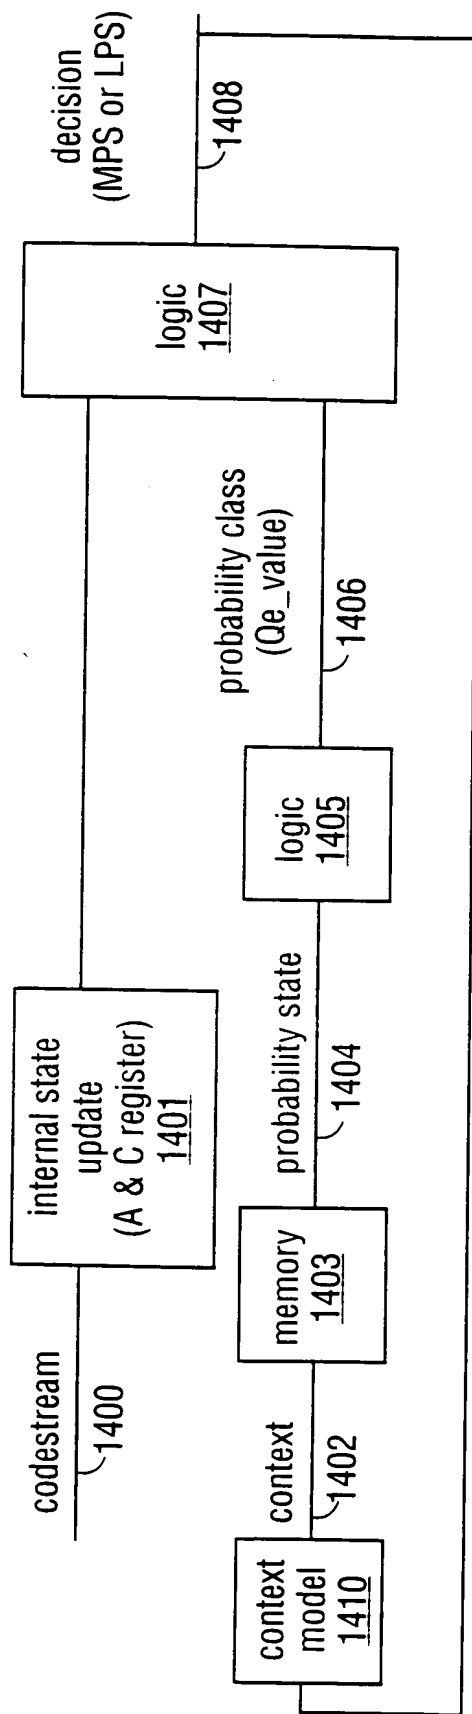 codestream
1400
internal state
update
(A & C register)
1401
decision
(MPS or LPS)
1408
logic
1407
context
model
1410
context
1402
memory
1403
probability state
1404
logic
1405
probability class
(Qe_value)
1406